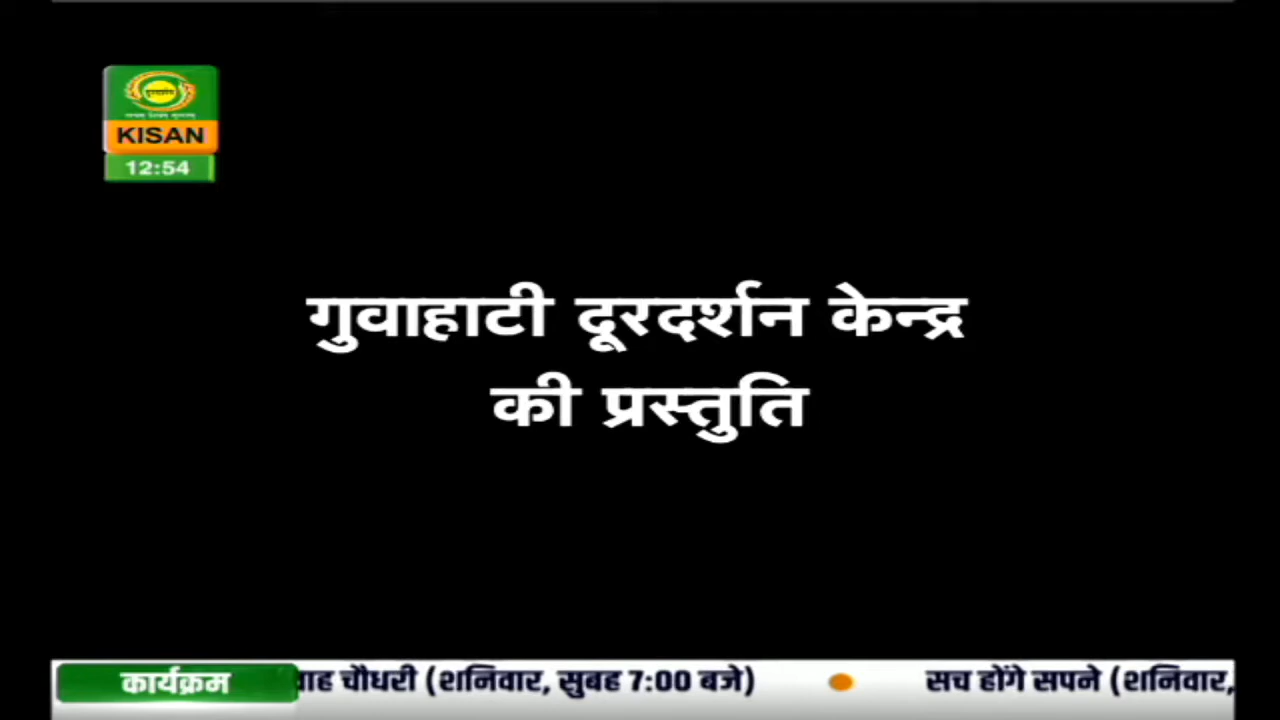 KISAN
12:54
गुवाहाटी दूरदर्शन केन्द्र
की प्रस्तुति
कार्यक्रम
चौधरी (शनिवार, सुबह 7:00 बजे) सच होंगे सपने (शनिवार,